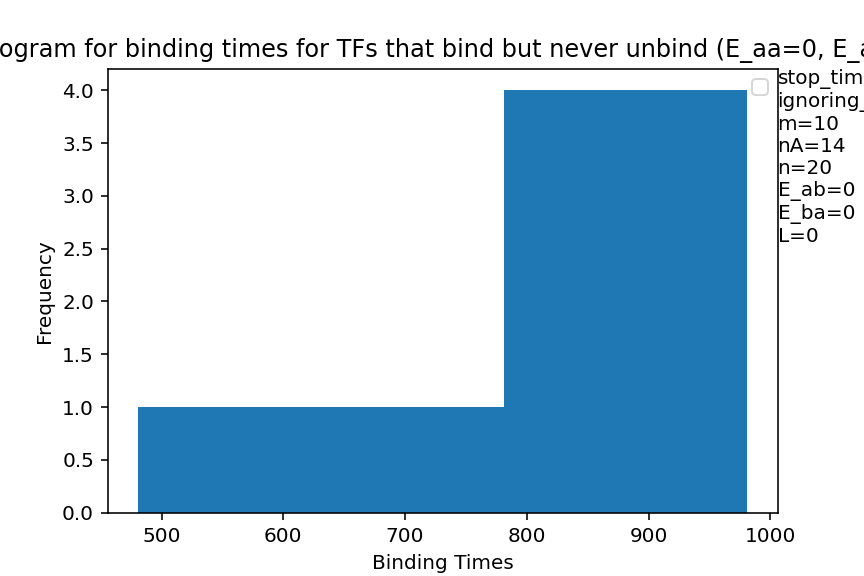 ogram for binding times for TFs that bind but never unbind (E_aa=0, E_a
stop_tim
ignoring_
m=10
nA=14
n=20
E_ab=0
E_ba=0
L=0
4.0
3.5
3.0
2.5
2.0
1.5
1.0
0.5
0.0
Frequency
500 600 700 800 900 1000
Binding Times